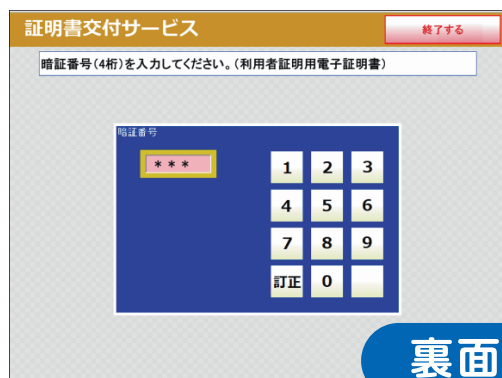 証明書交付サービス
終了する
暗証番号(4桁)を入力してください。(利用者証明用電子証明書)
暗証番号
* * *
1 2 3
4 5 6
7 8 9
訂正 0
裏面